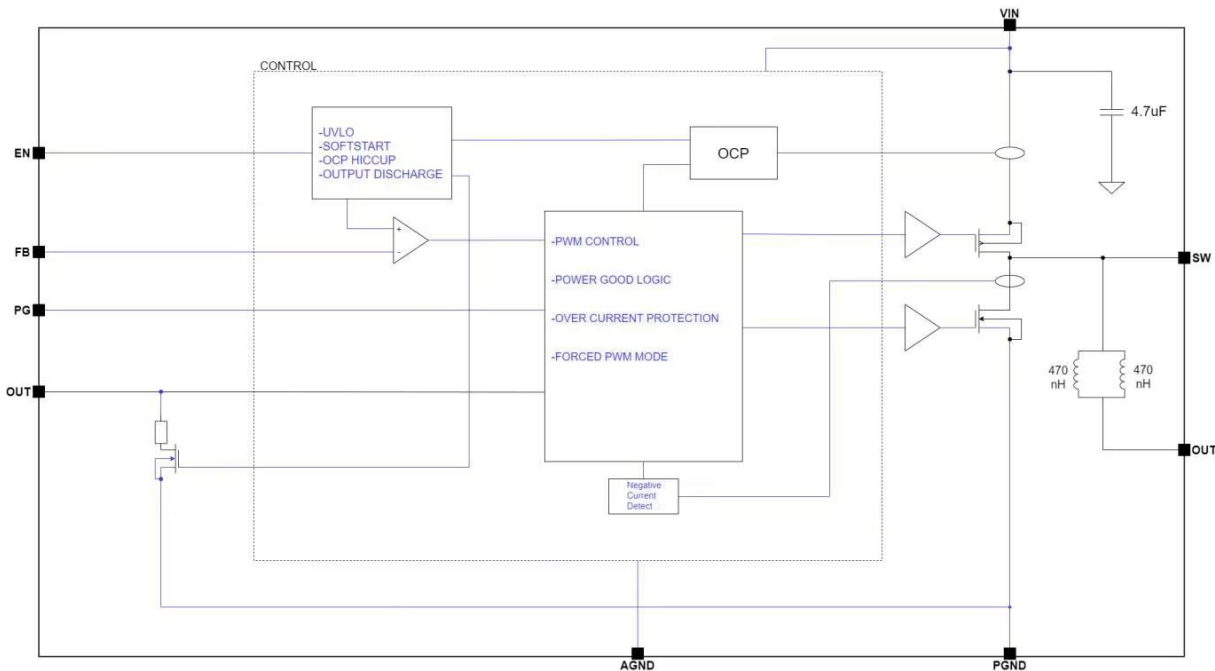 VIN
CONTROL
4.7uF
-UVLO
-SOFTSTART
-OCP HICCUP
-OUTPUT DISCHARGE
EN
OCP
+
-
FB
-PWM CONTROL
SW
-POWER GOOD LOGIC
PG
-OVER CURRENT PROTECTION
-FORCED PWM MODE
470
nH
470
nH
OUT
OUT
Negative
Current
Detect
AGND
PGND